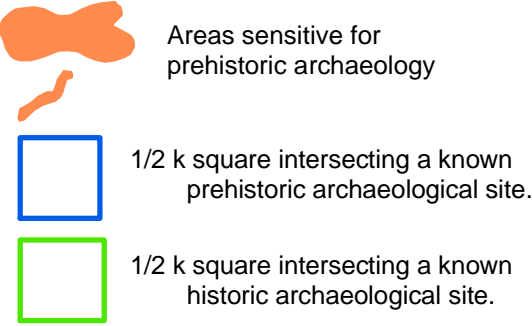 Areas sensitive for
prehistoric archaeology
1/2 k square intersecting a known
prehistoric archaeological site.
1/2 k square intersecting a known
historic archaeological site.